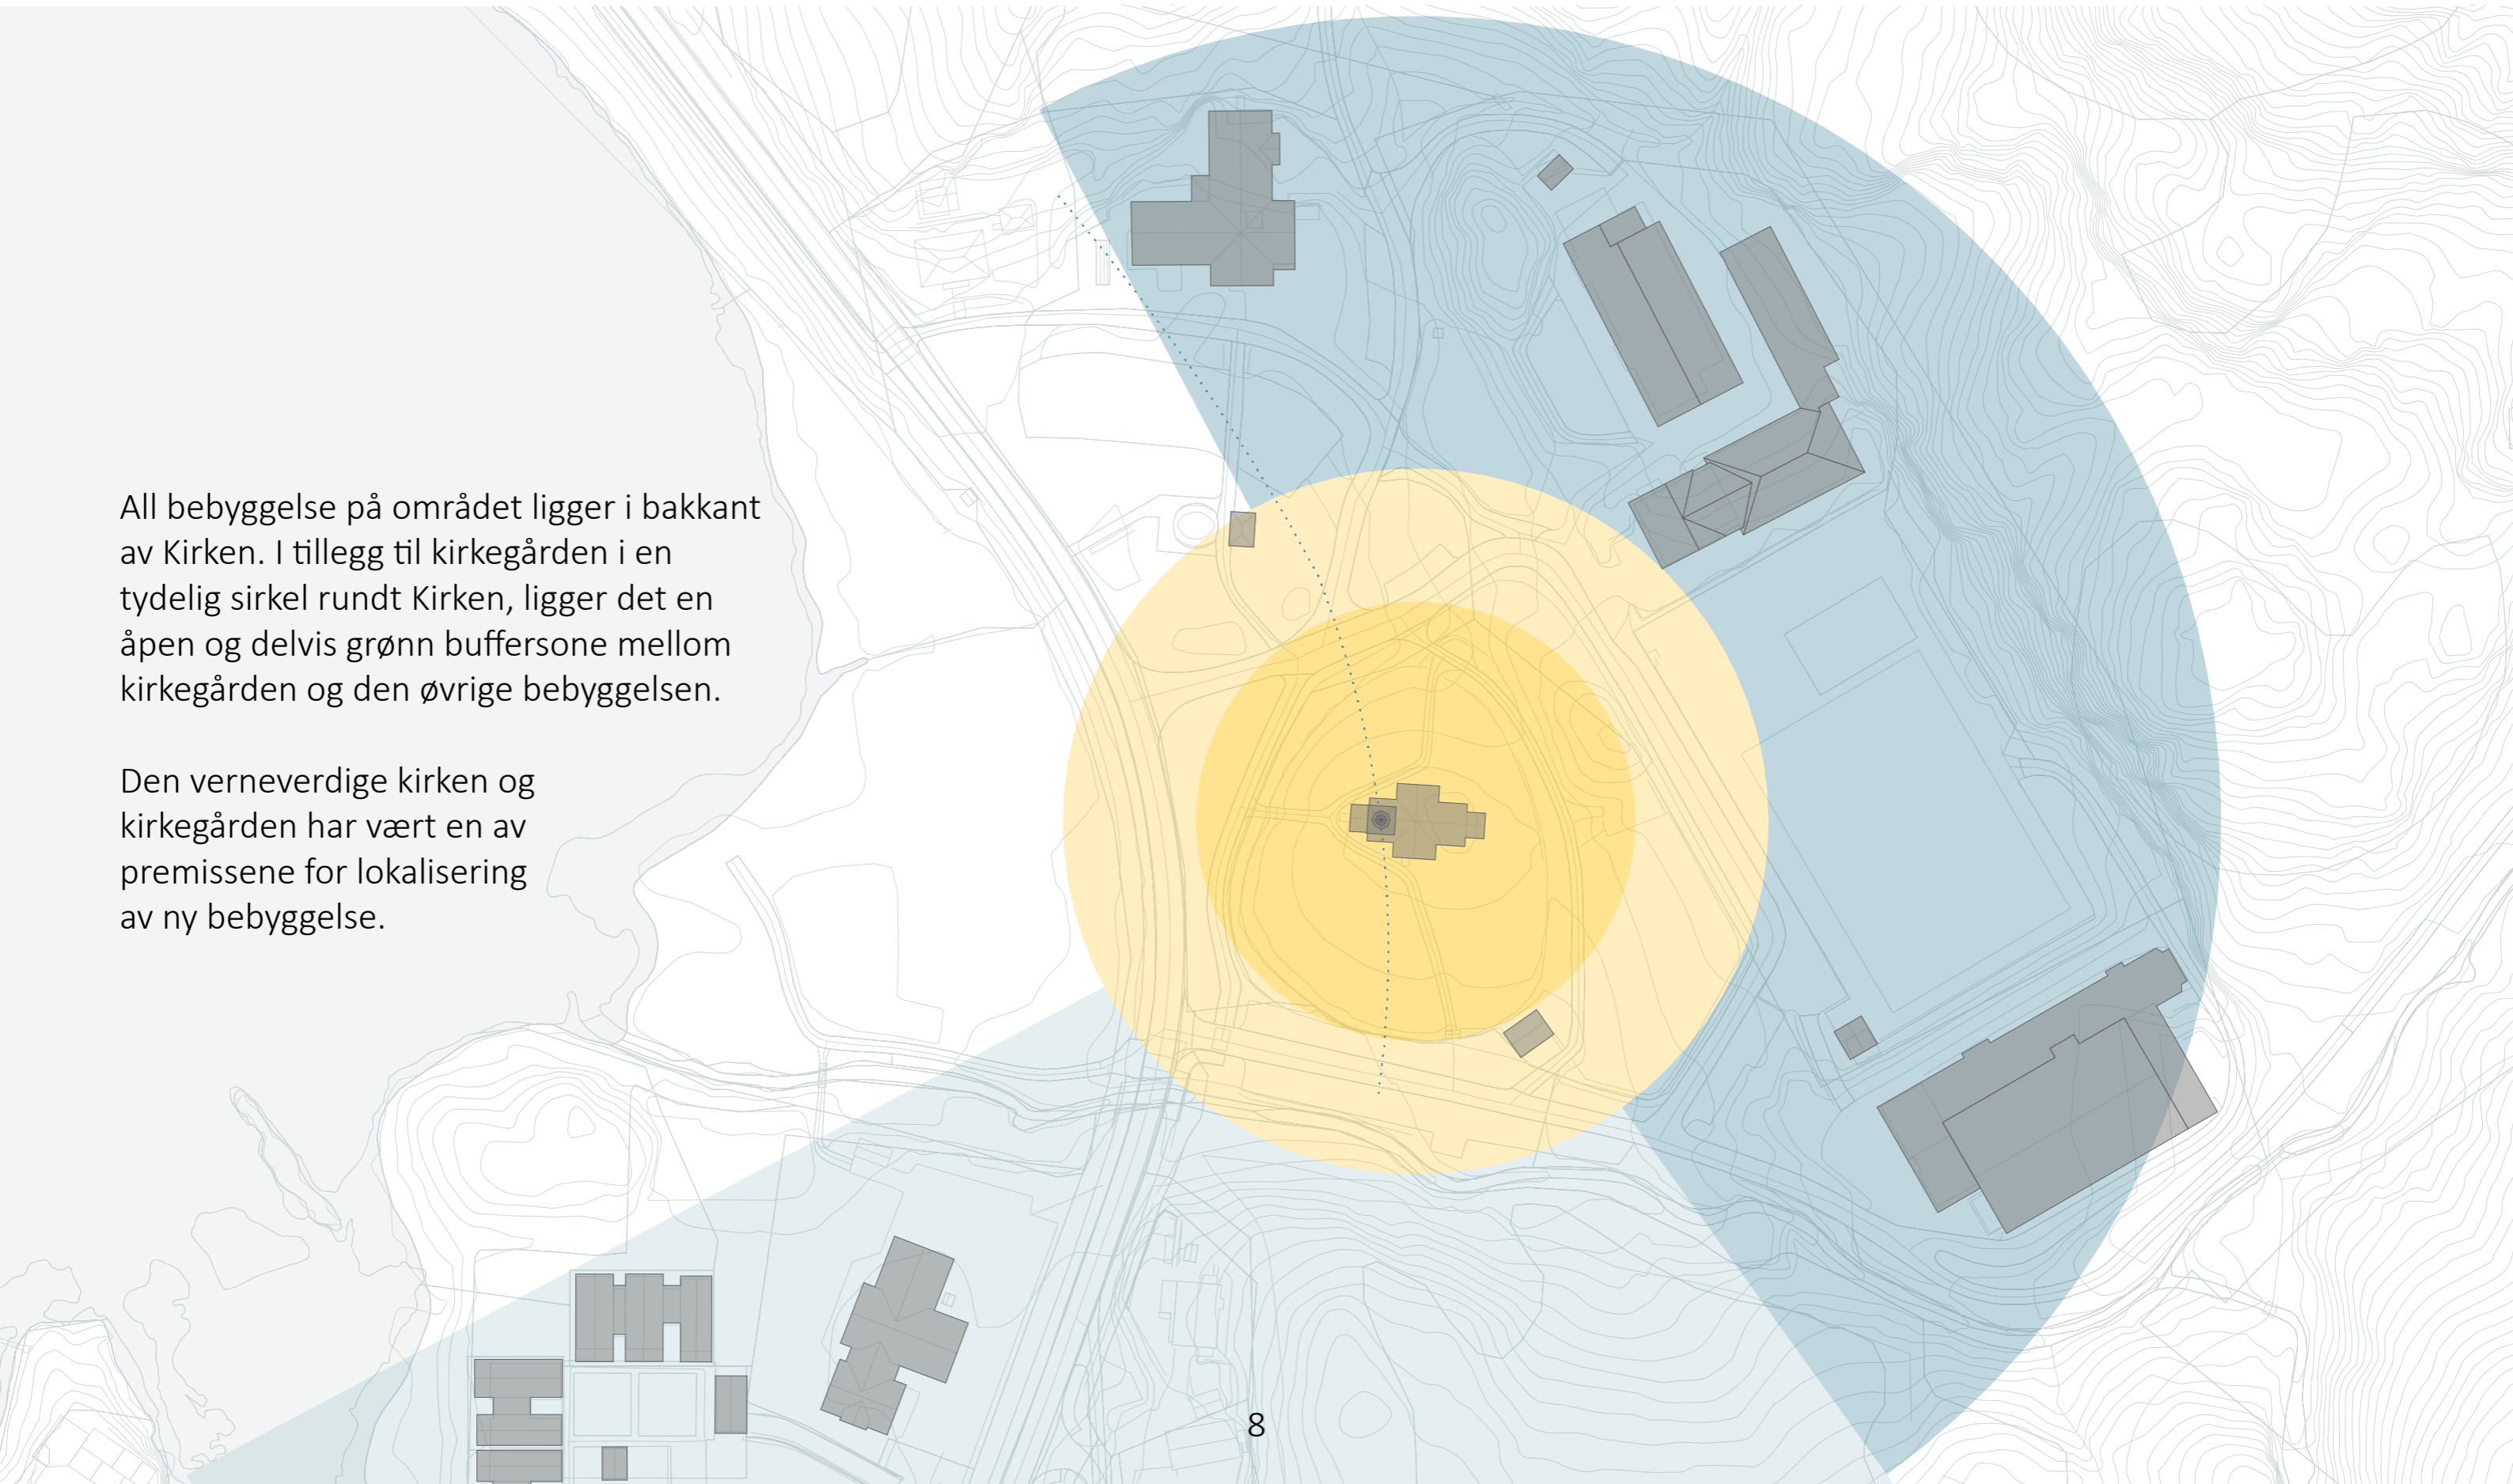 All bebyggelse på området ligger i bakkant
av Kirken. I tillegg til kirkegården i en
tydelig sirkel rundt Kirken, ligger det en
åpen og delvis grønn buffersone mellom
kirkegården og den øvrige bebyggelsen.
Den verneverdige kirken og
kirkegården har vært en av
premissene for lokalisering
av ny bebyggelse.
8